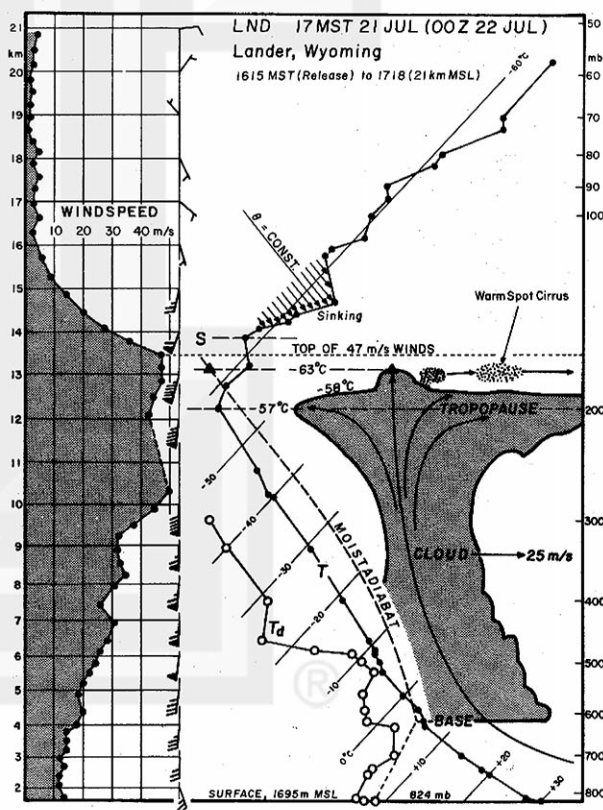 LND 17 MST 21 JUL (00Z 22 JUL)
Lander, Wyoming
1615 MST (Release) to 1718 (21km MSL)
21
km
20
19
18
17
16
15
14
13
12
11
10
9
8
7
6
5
4
3
2
WINDSPEED
10 20 30 40 m/s
50
mb
60
70
80
90
100
200
300
400
500
600
700
800
-60°C
θ = CONST.
Sinking
Warm Spot Cirrus
S
TOP OF 47 m/s WINDS
-63°C
-58°C
-57°C
TROPOPAUSE
-50
-40
-30
-20
-10
0°C
+10
+20
+30
MOIST ADIABAT
T
Td
CLOUD
25 m/s
BASE
SURFACE, 1695m MSL
824 mb
®